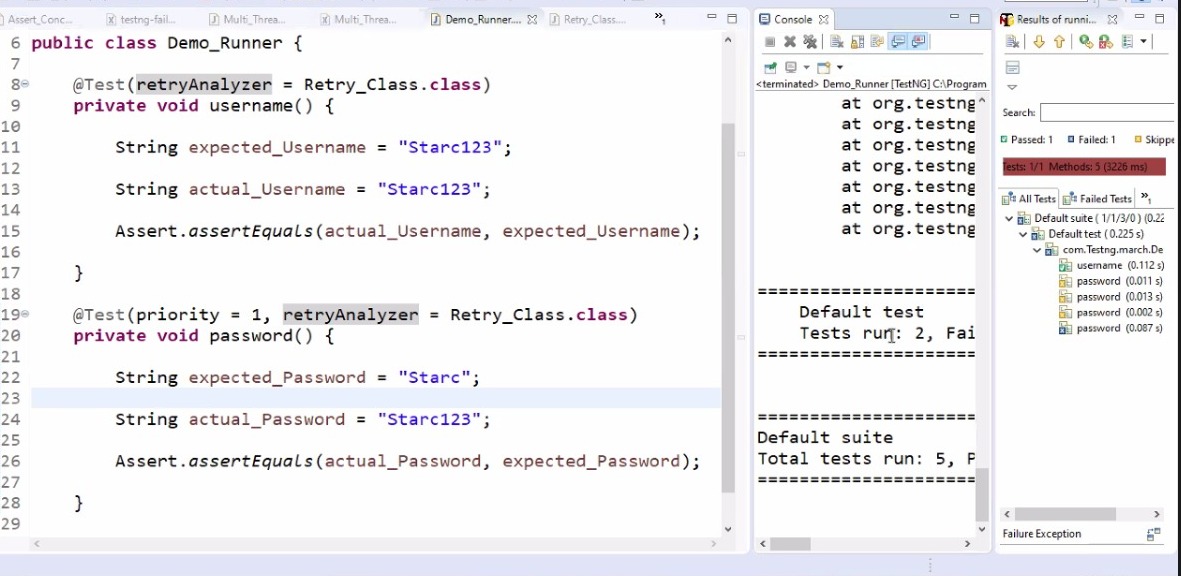 Assert_Conc...
testng-fail...
Multi_Threa...
Multi_Threa...
Demo_Runner....
Retry_Class....
»1
6 public class Demo_Runner {
7
8 @Test(retryAnalyzer = Retry_Class.class)
9 private void username() {
10
11 String expected_Username = "Starc123";
12
13 String actual_Username = "Starc123";
14
15 Assert.assertEquals(actual_Username, expected_Username);
16
17 }
18
19 @Test(priority = 1, retryAnalyzer = Retry_Class.class)
20 private void password() {
21
22 String expected_Password = "Starc";
23
24 String actual_Password = "Starc123";
25
26 Assert.assertEquals(actual_Password, expected_Password);
27
28 }
29
Console
<terminated> Demo_Runner [TestNG] C:\Program
at org.testng
at org.testng
at org.testng
at org.testng
at org.testng
at org.testng
at org.testng
=====================
Default test
Tests run: 2, Fai
=====================
=====================
Default suite
Total tests run: 5, P
=====================
Results of runni...
Search:
Passed: 1 Failed: 1 Skippe
Tests: 1/1 Methods: 5 (3226 ms)
All Tests Failed Tests »1
Default suite ( 1/1/3/0 ) (0.22
Default test ( 0.225 s)
com.Testng.march.De
username (0.112 s)
password (0.011 s)
password (0.013 s)
password (0.002 s)
password (0.087 s)
Failure Exception